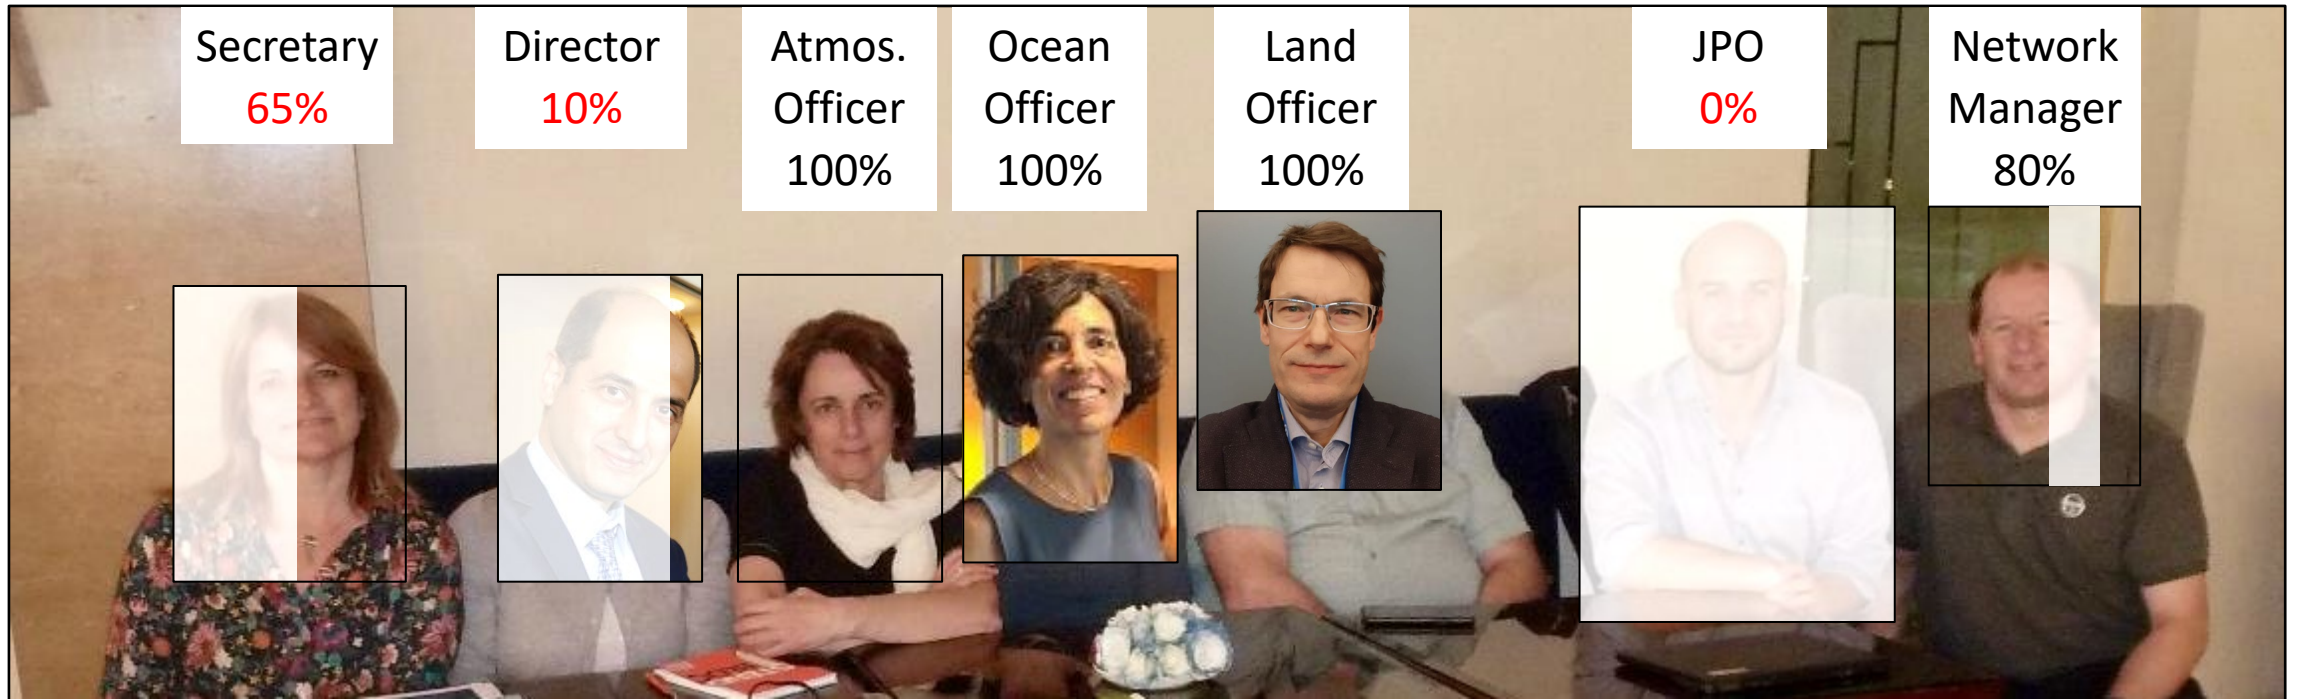 Secretary
65%
Director
10%
Atmos.
Officer
100%
Ocean
Officer
100%
Land
Officer
100%
JPO
0%
Network
Manager
80%